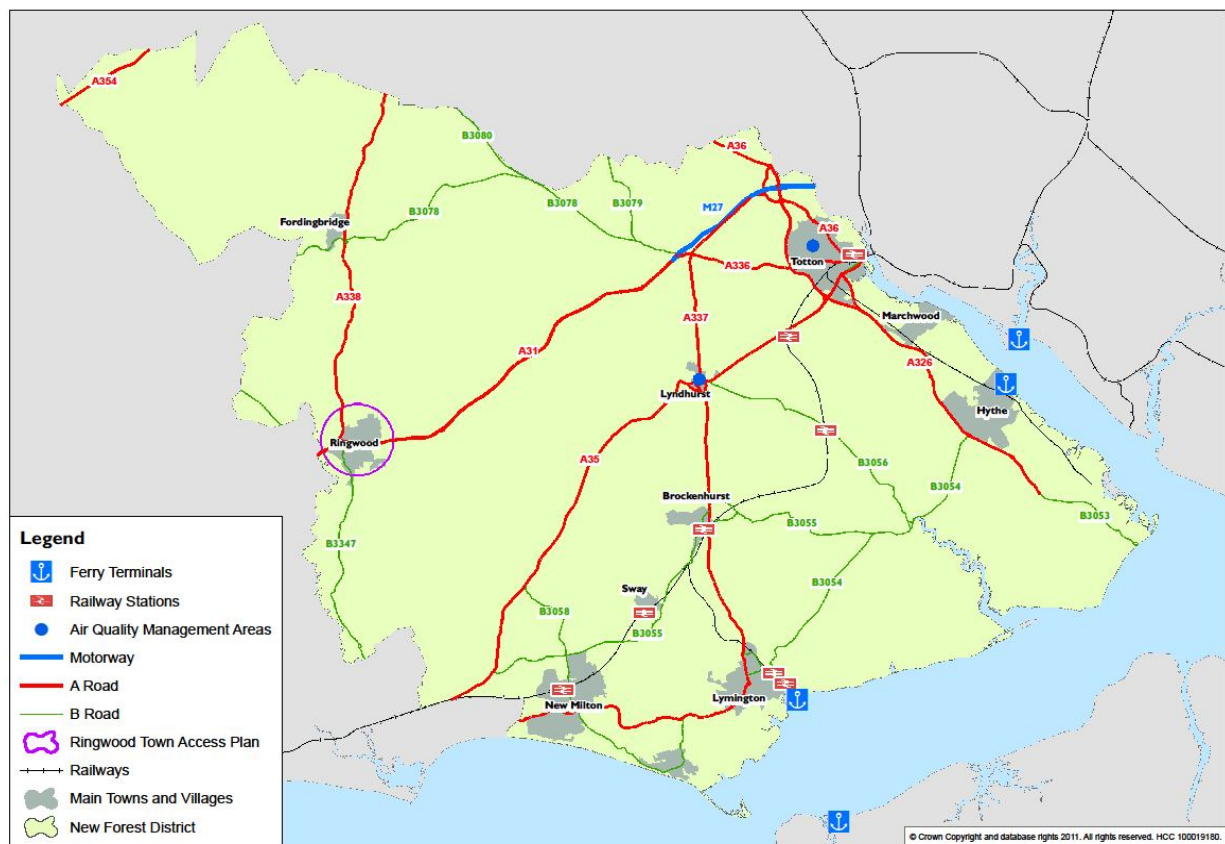 A354
B3080
A36
B3078
B3078
B3079
M27
Fordingbridge
A36
Totton
A336
A338
A337
Marchwood
A31
A326
Lyndhurst
Hythe
Ringwood
A35
B3056
B3054
Brockenhurst
B3055
B3053
B3347
Sway
B3054
B3058
B3055
Lymington
New Milton
Legend
Ferry Terminals
Railway Stations
Air Quality Management Areas
Motorway
A Road
B Road
Ringwood Town Access Plan
Railways
Main Towns and Villages
New Forest District
© Crown Copyright and database rights 2011. All rights reserved. HCC 100019180.